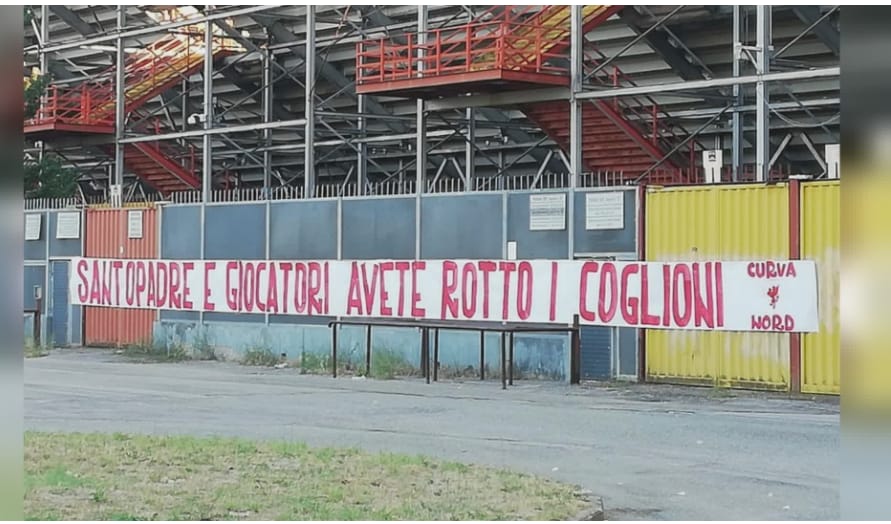 SANTOPADRE E GIOCATORI AVETE ROTTO I COGLIONI
CURVA
NORD